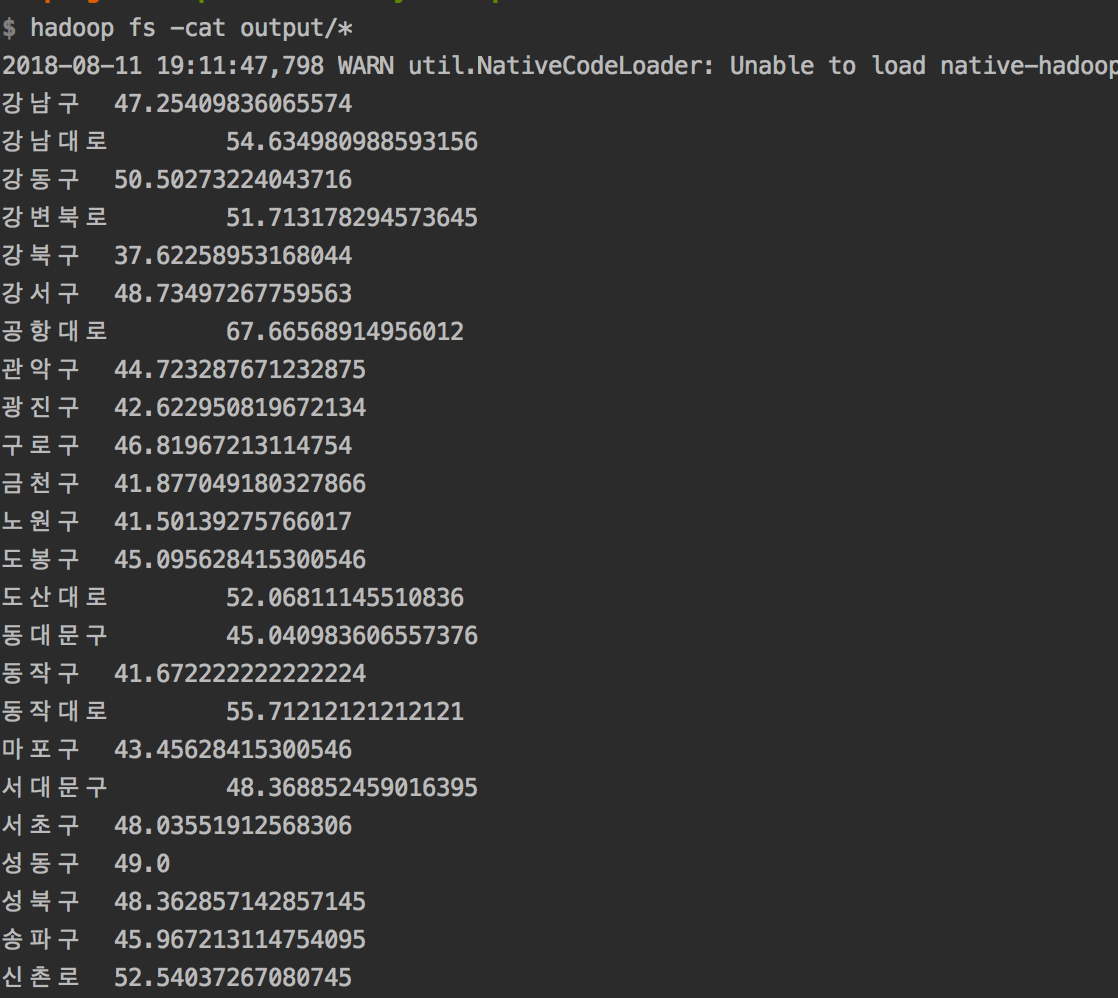 $ hadoop fs -cat output/*
2018-08-11 19:11:47,798 WARN util.NativeCodeLoader: Unable to load native-hadoop
강남구 47.25409836065574
강남대로 54.634980988593156
강동구 50.50273224043716
강변북로 51.713178294573645
강북구 37.62258953168044
강서구 48.73497267759563
공항대로 67.66568914956012
관악구 44.723287671232875
광진구 42.622950819672134
구로구 46.81967213114754
금천구 41.877049180327866
노원구 41.50139275766017
도봉구 45.095628415300546
도산대로 52.06811145510836
동대문구 45.040983606557376
동작구 41.672222222222224
동작대로 55.71212121212121
마포구 43.45628415300546
서대문구 48.368852459016395
서초구 48.03551912568306
성동구 49.0
성북구 48.362857142857145
송파구 45.967213114754095
신촌로 52.54037267080745